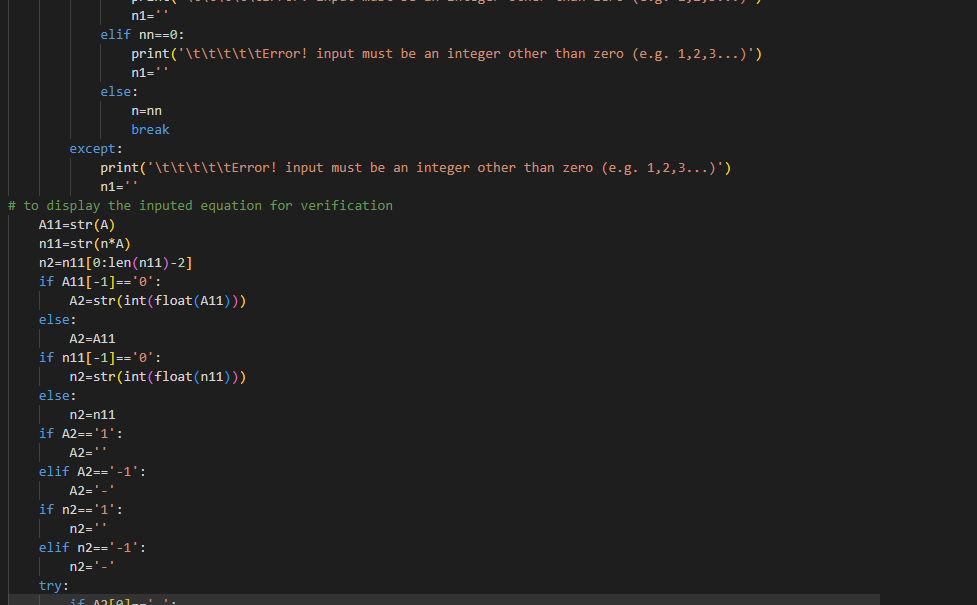 print('\t\t\t\t\tError! input must be an integer other than zero (e.g. 1,2,3...)')
n1=''
elif nn==0:
print('\t\t\t\t\tError! input must be an integer other than zero (e.g. 1,2,3...)')
n1=''
else:
n=nn
break
except:
print('\t\t\t\t\tError! input must be an integer other than zero (e.g. 1,2,3...)')
n1=''
# to display the inputed equation for verification
A11=str(A)
n11=str(n*A)
n2=n11[0:len(n11)-2]
if A11[-1]=='0':
A2=str(int(float(A11)))
else:
A2=A11
if n11[-1]=='0':
n2=str(int(float(n11)))
else:
n2=n11
if A2=='1':
A2=''
elif A2=='-1':
A2='-'
if n2=='1':
n2=''
elif n2=='-1':
n2='-'
try:
if A2[0]=='-':